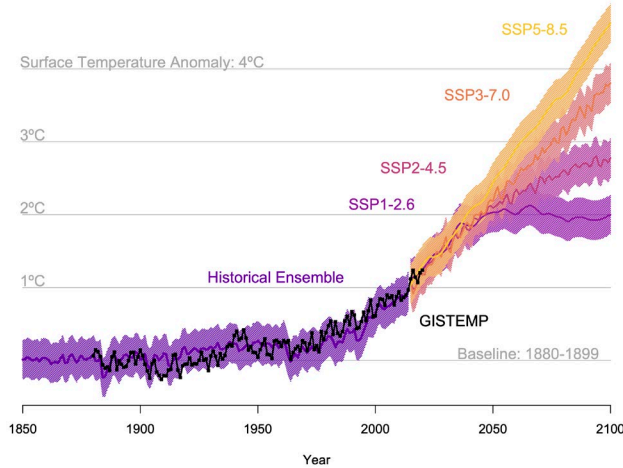 SSP5-8.5
Surface Temperature Anomaly: 4ºC
SSP3-7.0
3ºC
SSP2-4.5
SSP1-2.6
2ºC
Historical Ensemble
1ºC
GISTEMP
Baseline: 1880-1899
1850 1900 1950 2000 2050 2100
Year